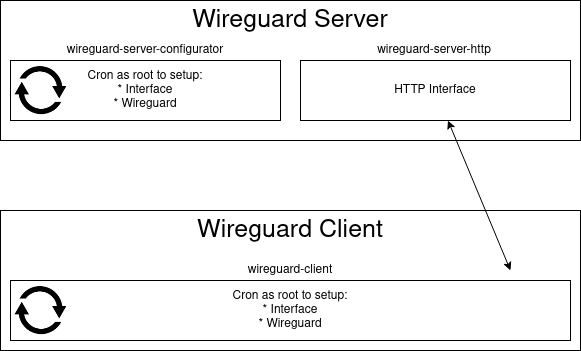 Wireguard Server
wireguard-server-configurator
wireguard-server-http
Cron as root to setup:
* Interface
* Wireguard
HTTP Interface
Wireguard Client
wireguard-client
Cron as root to setup:
* Interface
* Wireguard